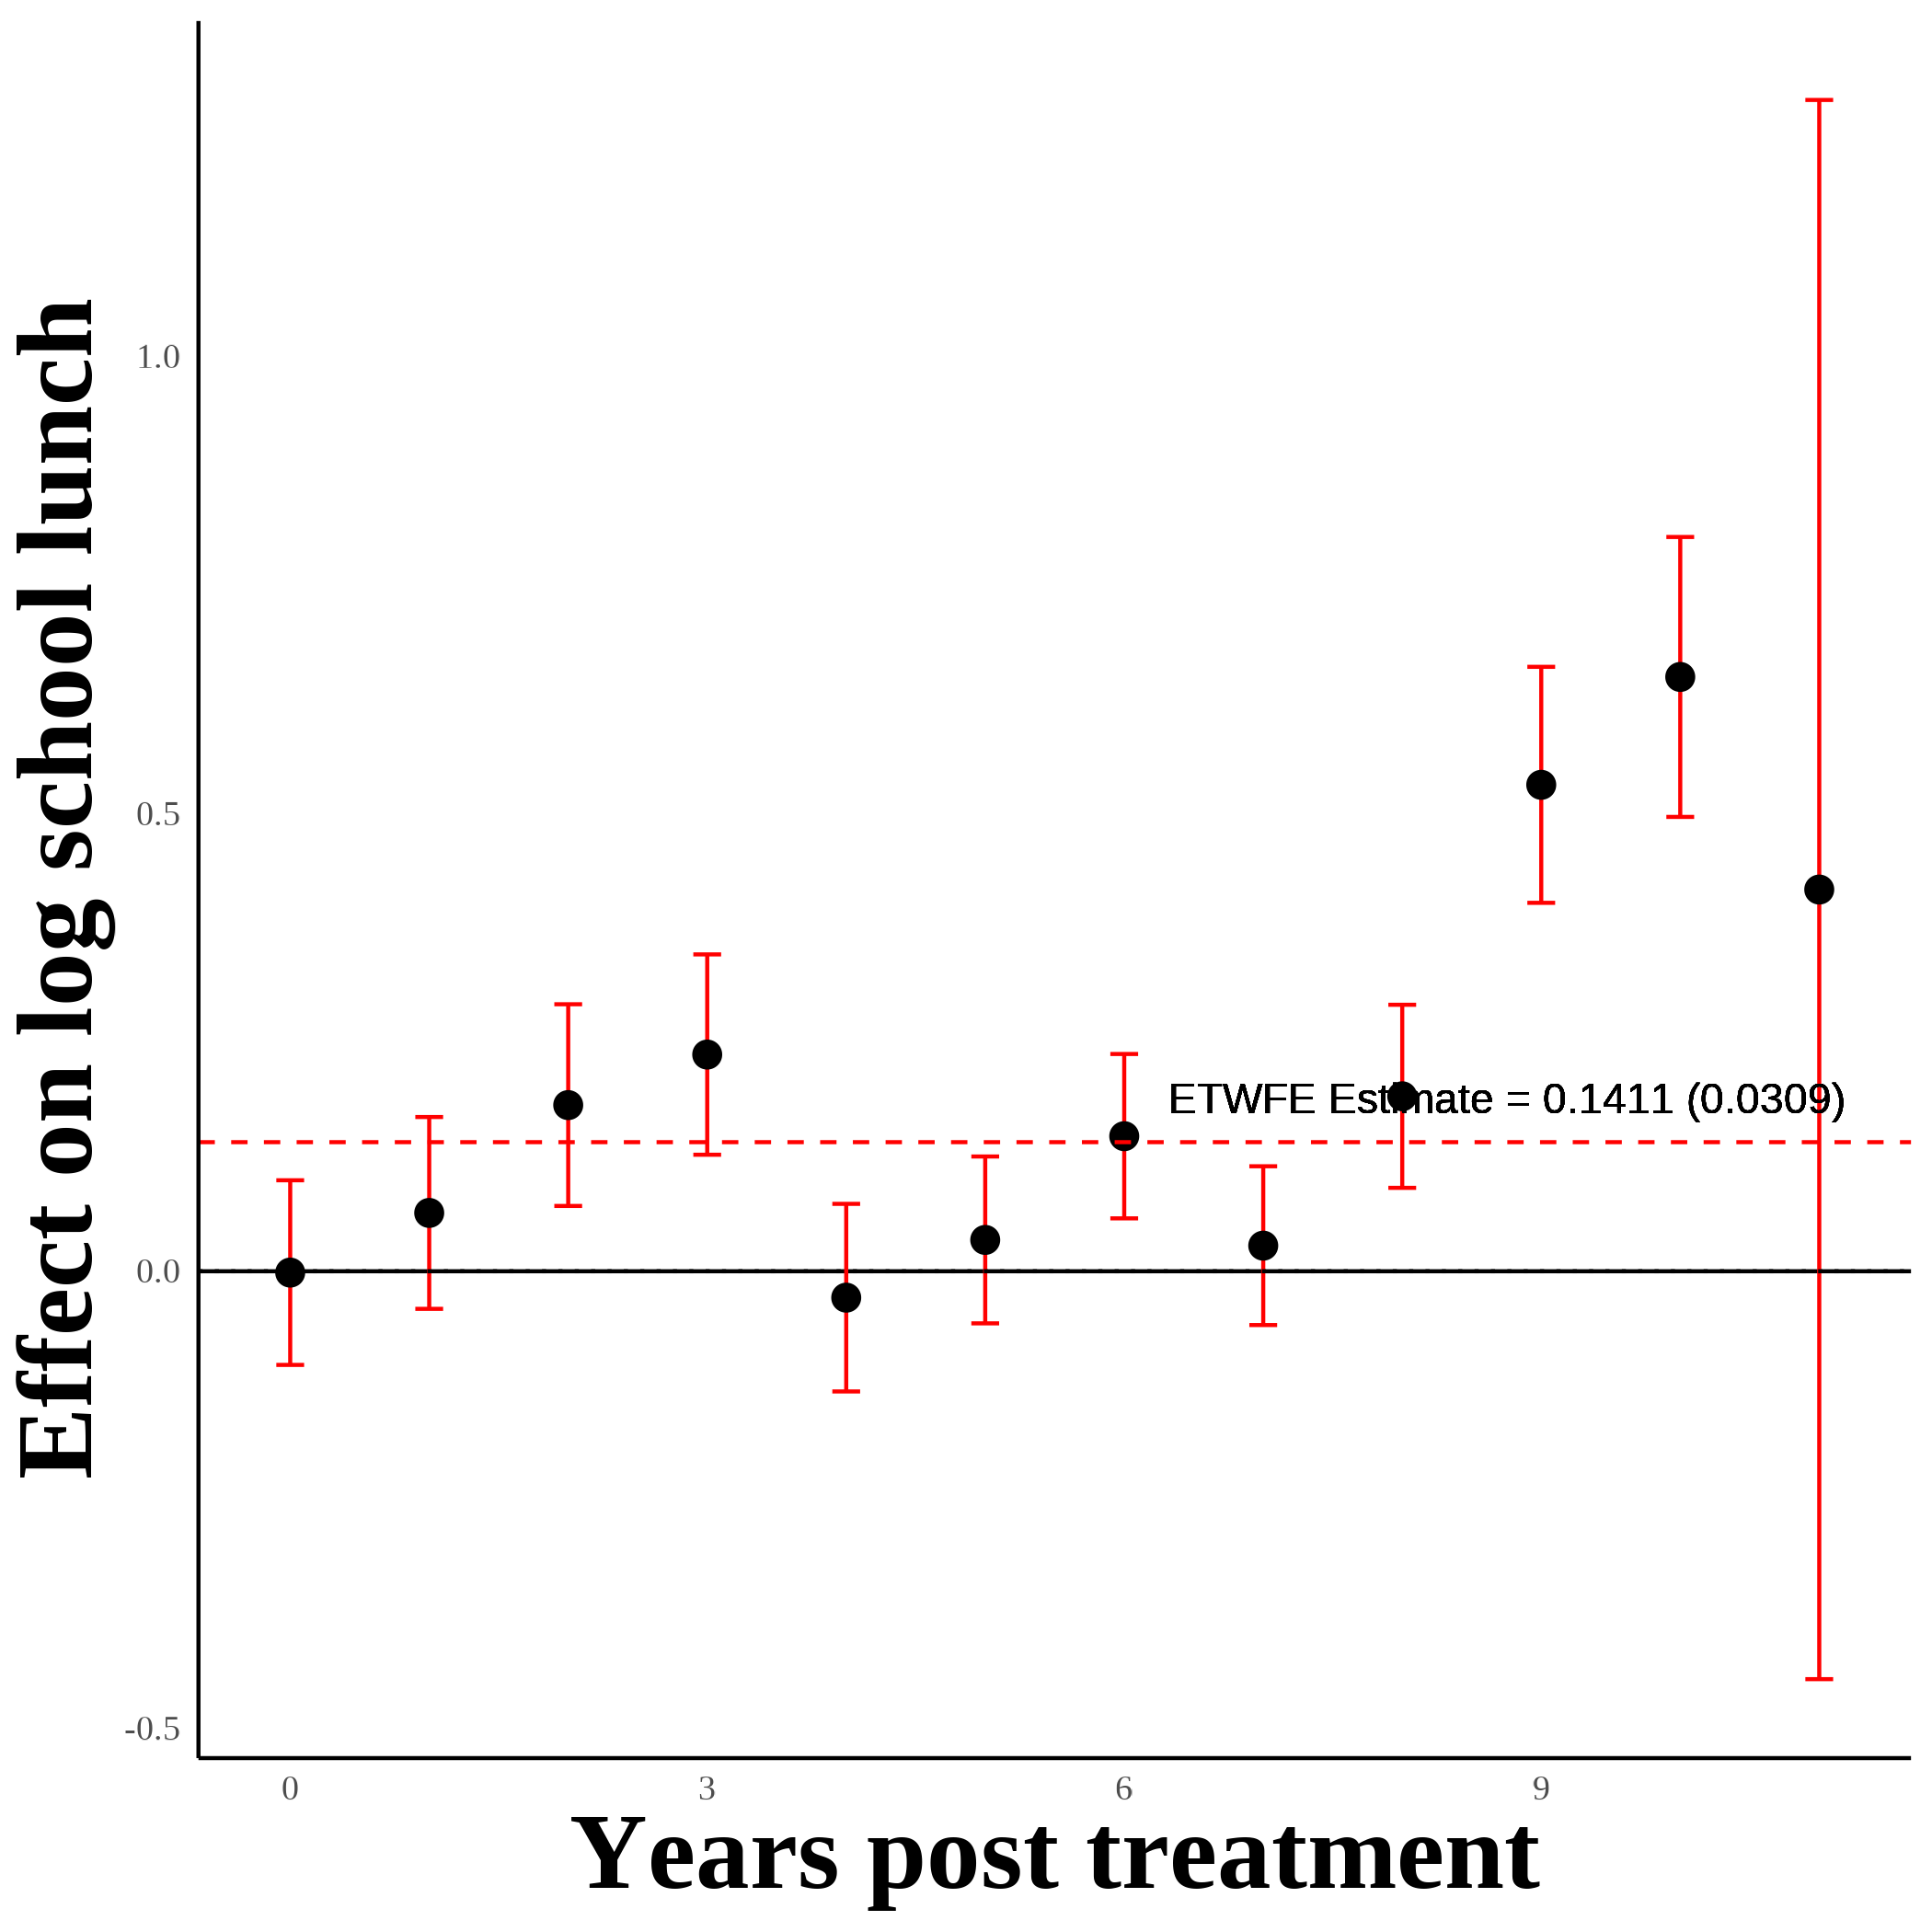 Effect on log school lunch
1.0
0.5
0.0
-0.5
ETWFE Estimate = 0.1411 (0.0309)
0 3 6 9
Years post treatment